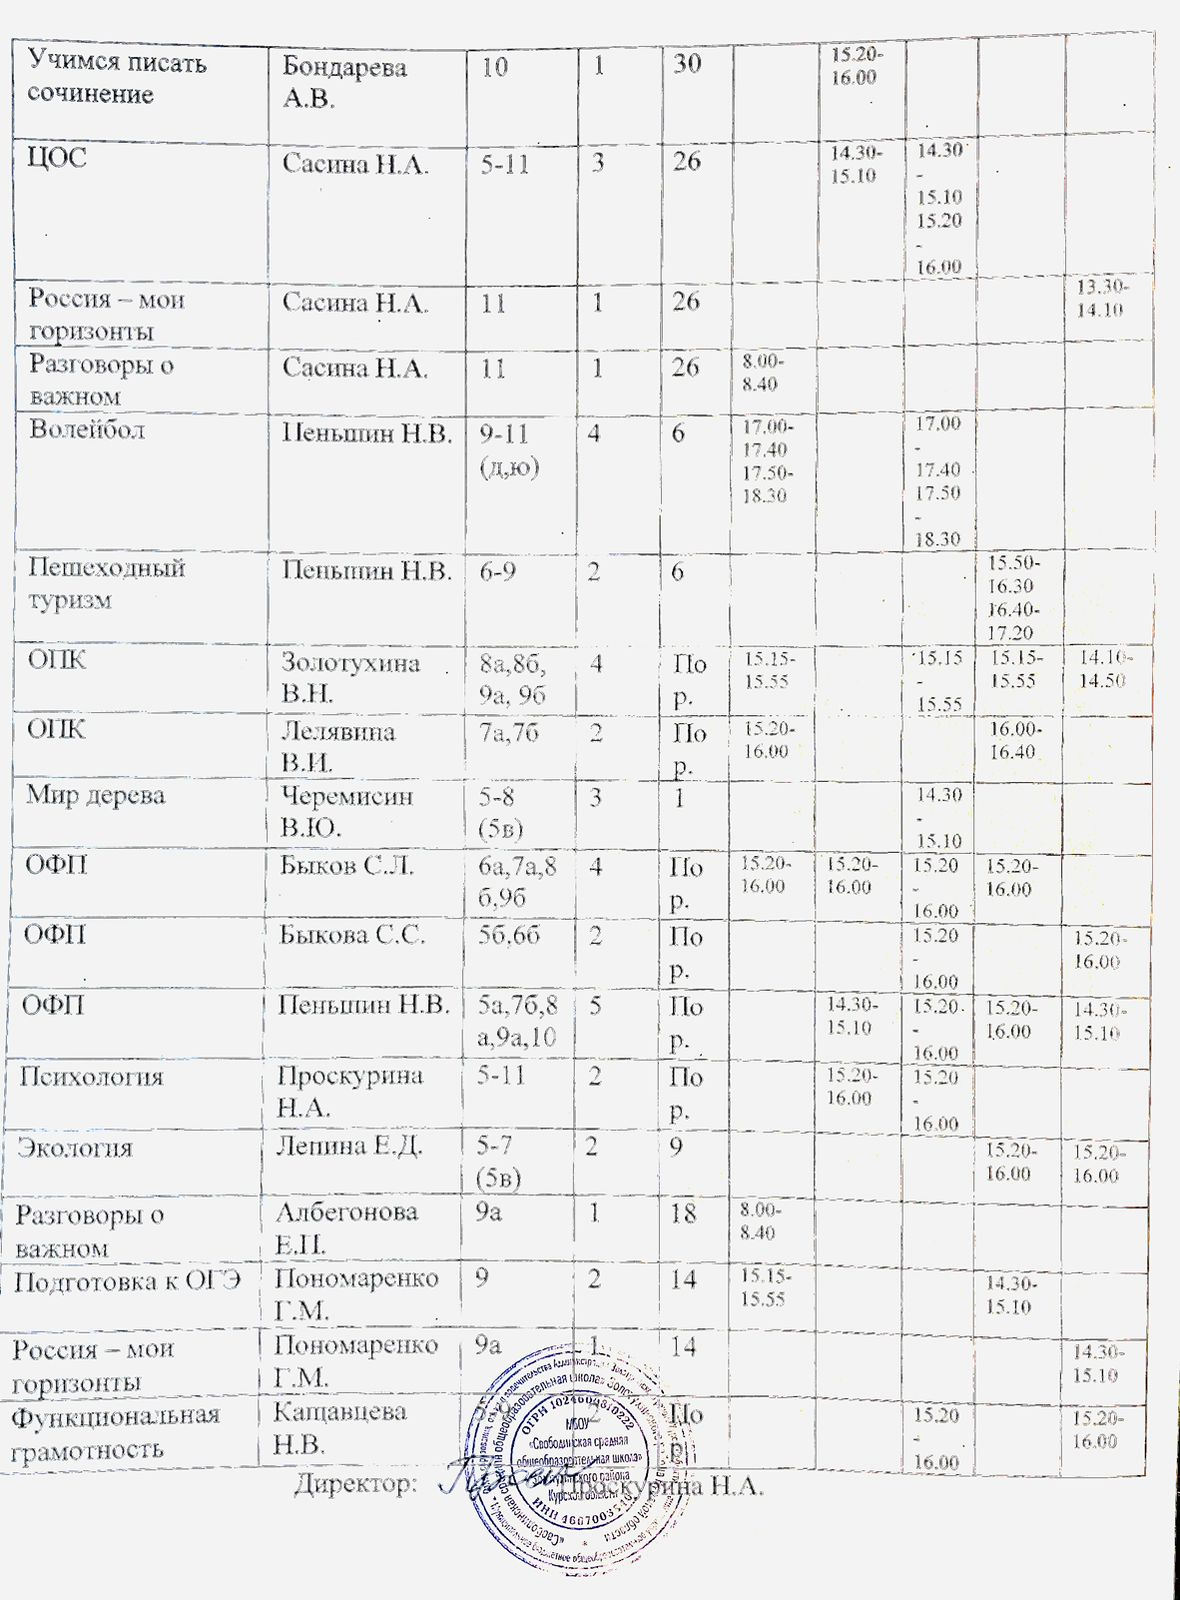 Учимся писать сочинение Бондарева А.В. 10 1 30 15.20-16.00
ЦОС Сасина Н.А. 5-11 3 26 14.30-15.10 14.30-15.10 15.20-16.00
Россия – мои горизонты Сасина Н.А. 11 1 26 13.30-14.10
Разговоры о важном Сасина Н.А. 11 1 26 8.00-8.40
Волейбол Пеньшин Н.В. 9-11 (д,ю) 4 6 17.00-17.40 17.50-18.30 17.00-17.40 17.50-18.30
Пешеходный туризм Пеньшин Н.В. 6-9 2 6 15.50-16.30 16.40-17.20
ОПК Золотухина В.Н. 8а,8б, 9а, 9б 4 По р. 15.15-15.55 15.15-15.55 15.15-15.55 14.10-14.50
ОПК Лелявина В.И. 7а,7б 2 По р. 15.20-16.00 16.00-16.40
Мир дерева Черемисин В.Ю. 5-8 (5в) 3 1 14.30-15.10
ОФП Быков С.Л. 6а,7а,8б,9б 4 По р. 15.20-16.00 15.20-16.00 15.20-16.00 15.20-16.00
ОФП Быкова С.С. 5б,6б 2 По р. 15.20-16.00 15.20-16.00
ОФП Пеньшин Н.В. 5а,7б,8а,9а,10 5 По р. 14.30-15.10 15.20-16.00 15.20-16.00 14.30-15.10
Психология Проскурина Н.А. 5-11 2 По р. 15.20-16.00 15.20-16.00
Экология Лепина Е.Д. 5-7 (5в) 2 9 15.20-16.00 15.20-16.00
Разговоры о важном Албегонова Е.П. 9а 1 18 8.00-8.40
Подготовка к ОГЭ Пономаренко Г.М. 9 2 14 15.15-15.55 14.30-15.10
Россия – мои горизонты Пономаренко Г.М. 9а 1 14 14.30-15.10
Функциональная грамотность Кащавцева Н.В. 2 По р. 15.20-16.00 15.20-16.00
Директор: Проскурина Н.А.
МБОУ
«Свободинская средняя
общеобразовательная школа»
Золотухинского района
Курской области